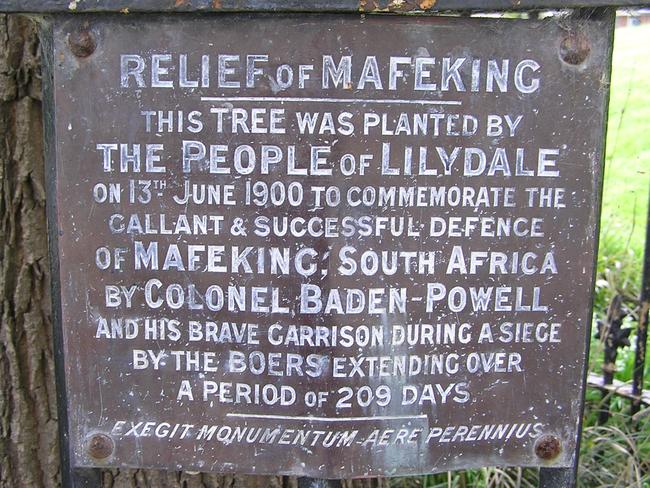 RELIEF OF MAFEKING
THIS TREE WAS PLANTED BY
THE PEOPLE OF LILYDALE
ON 13TH JUNE 1900 TO COMMEMORATE THE
GALLANT & SUCCESSFUL DEFENCE
OF MAFEKING, SOUTH AFRICA
BY COLONEL BADEN-POWELL
AND HIS BRAVE GARRISON DURING A SIEGE
BY THE BOERS EXTENDING OVER
A PERIOD OF 209 DAYS
EXEGIT MONUMENTUM AERE PERENNIUS